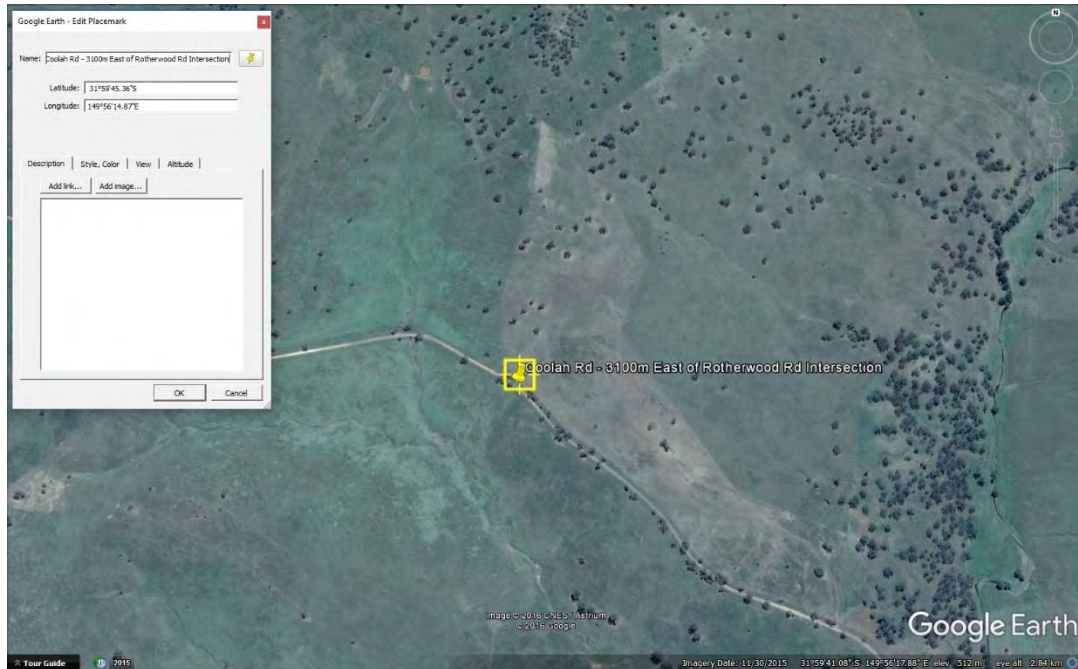 Google Earth - Edit Placemark
Name: Coolah Rd - 3100m East of Rotherwood Rd Intersection
Latitude: 31°59'45.36"S
Longitude: 149°56'14.87"E
Description Style, Color View Altitude
Add link... Add image...
OK Cancel
N
Coolah Rd - 3100m East of Rotherwood Rd Intersection
Image © 2016 CNES / Astrium
© 2016 Google
Google Earth
Tour Guide 2015
Imagery Date: 11/30/2015 31°59'41.08" S 149°56'17.88" E elev 512 m eye alt 2.84 km